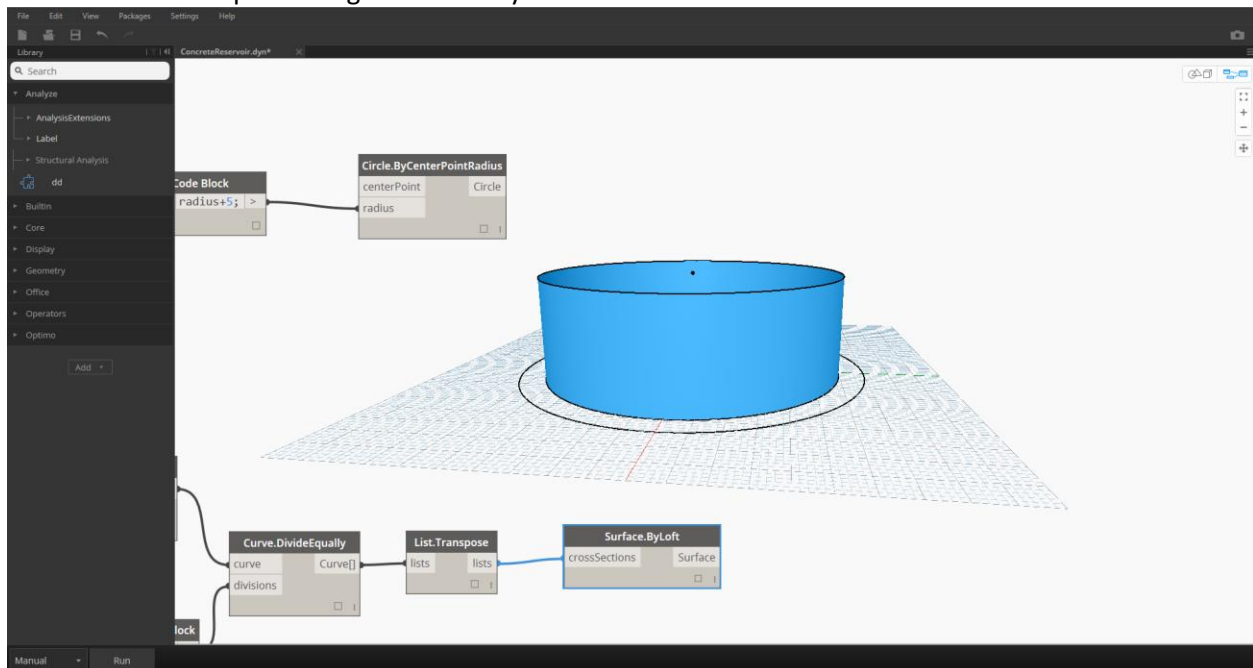 File Edit View Packages Settings Help
Library
ConcreteReservoir.dyn* ×
Search
Analyze
AnalysisExtensions
Label
Structural Analysis
dd
BuiltIn
Core
Display
Geometry
Office
Operators
Optimo
Add
Code Block
radius+5; >
Circle.ByCenterPointRadius
centerPoint Circle
radius
Curve.DivideEqually
curve Curve[]
divisions
List.Transpose
lists lists
Surface.ByLoft
crossSections Surface
lock
Manual Run